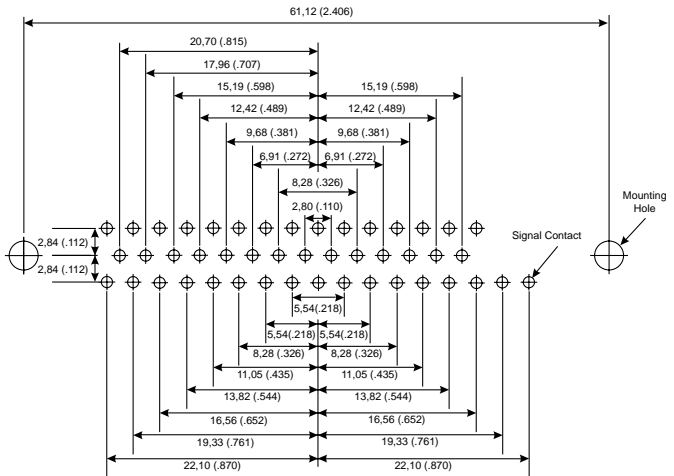 61,12 (2.406)
20,70 (.815)
17,96 (.707)
15,19 (.598) 15,19 (.598)
12,42 (.489) 12,42 (.489)
9,68 (.381) 9,68 (.381)
6,91 (.272) 6,91 (.272)
8,28 (.326)
2,80 (.110)
Mounting
Hole
Signal Contact
2,84 (.112)
2,84 (.112)
5,54(.218)
5,54(.218) 5,54(.218)
8,28 (.326) 8,28 (.326)
11,05 (.435) 11,05 (.435)
13,82 (.544) 13,82 (.544)
16,56 (.652) 16,56 (.652)
19,33 (.761) 19,33 (.761)
22,10 (.870) 22,10 (.870)